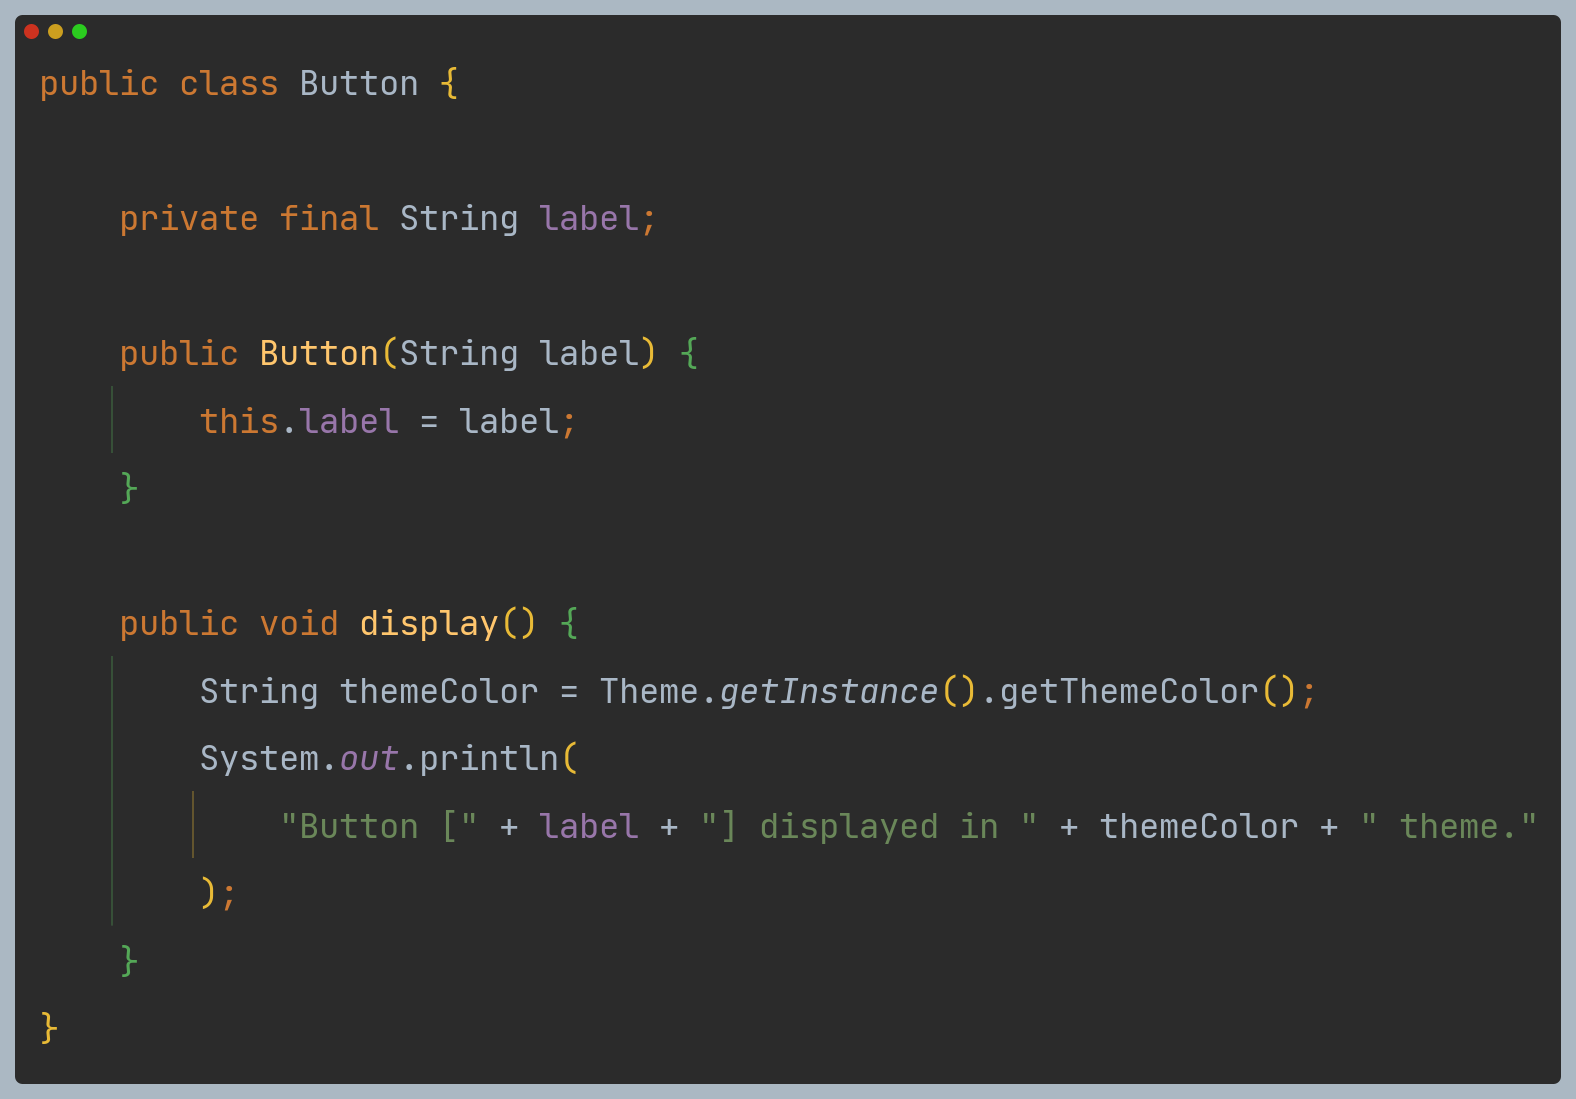 public class Button {
    private final String label;
    public Button(String label) {
        this.label = label;
    }
    public void display() {
        String themeColor = Theme.getInstance().getThemeColor();
        System.out.println(
            "Button [" + label + "] displayed in " + themeColor + " theme."
        );
    }
}